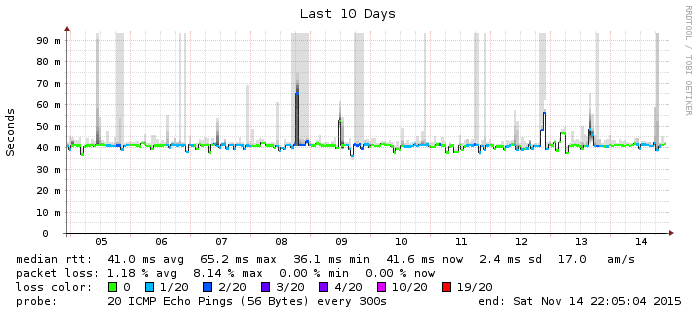 Last 10 Days
RRDTOOL / TOBI OETIKER
Seconds
90 m
80 m
70 m
60 m
50 m
40 m
30 m
20 m
10 m
0
05 06 07 08 09 10 11 12 13 14
median rtt: 41.0 ms avg 65.2 ms max 36.1 ms min 41.6 ms now 2.4 ms sd 17.0 am/s
packet loss: 1.18 % avg 8.14 % max 0.00 % min 0.00 % now
loss color: 0 1/20 2/20 3/20 4/20 10/20 19/20
probe: 20 ICMP Echo Pings (56 Bytes) every 300s end: Sat Nov 14 22:05:04 2015